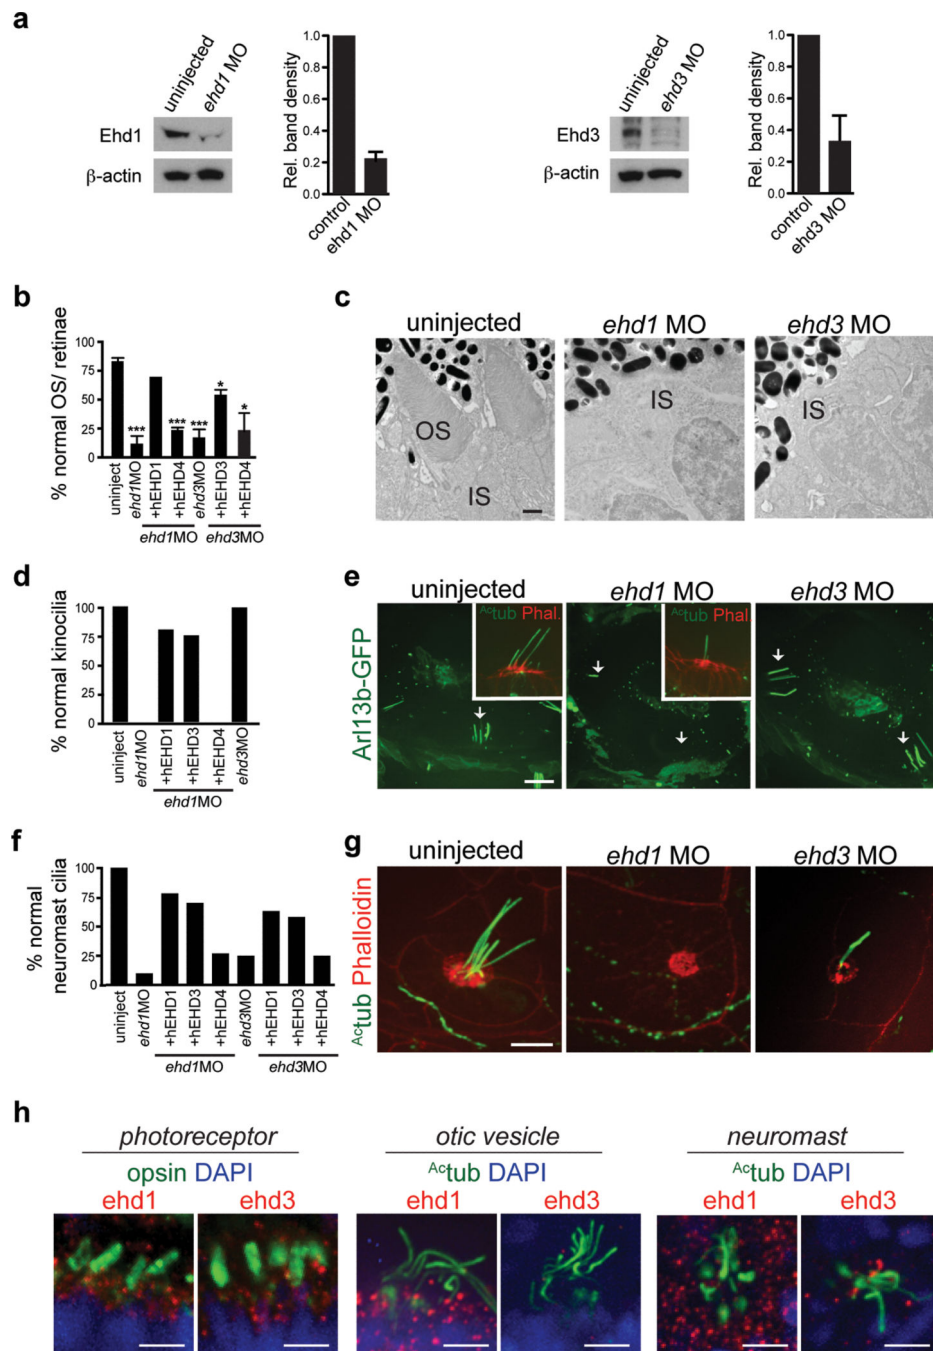 a
uninjected
ehd1 MO
Ehd1
β-actin
Rel. band density
1.0
0.8
0.6
0.4
0.2
0.0
control
ehd1 MO
uninjected
ehd3 MO
Ehd3
β-actin
Rel. band density
1.0
0.8
0.6
0.4
0.2
0.0
control
ehd3 MO
b
% normal OS/ retinae
100
75
50
25
0
***
***
***
*
*
uninject
ehd1MO
+hEHD1
+hEHD4
ehd3MO
+hEHD3
+hEHD4
ehd1MO
ehd3MO
c
uninjected
ehd1 MO
ehd3 MO
OS
IS
IS
IS
d
% normal kinocilia
100
75
50
25
0
uninject
ehd1MO
+hEHD1
+hEHD3
+hEHD4
ehd3MO
ehd1MO
e
uninjected
ehd1 MO
ehd3 MO
Arl13b-GFP
Actub Phal.
Actub Phal.
f
% normal
neuromast cilia
100
75
50
25
0
uninject
ehd1MO
+hEHD1
+hEHD3
+hEHD4
ehd3MO
+hEHD1
+hEHD3
+hEHD4
ehd1MO
ehd3MO
g
uninjected
ehd1 MO
ehd3 MO
Actub Phalloidin
h
photoreceptor
otic vesicle
neuromast
opsin DAPI
Actub DAPI
Actub DAPI
ehd1
ehd3
ehd1
ehd3
ehd1
ehd3